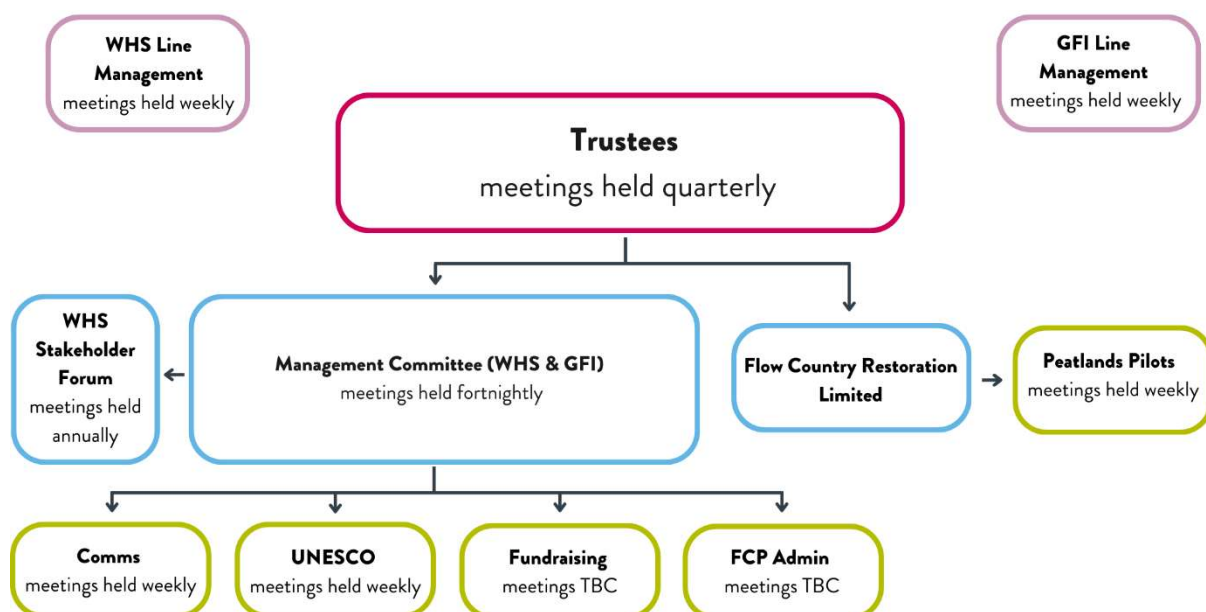 WHS Line
Management
meetings held weekly
GFI Line
Management
meetings held weekly
Trustees
meetings held quarterly
WHS
Stakeholder
Forum
meetings held
annually
Management Committee (WHS & GFI)
meetings held fortnightly
Flow Country Restoration
Limited
Peatlands Pilots
meetings held weekly
Comms
meetings held weekly
UNESCO
meetings held weekly
Fundraising
meetings TBC
FCP Admin
meetings TBC